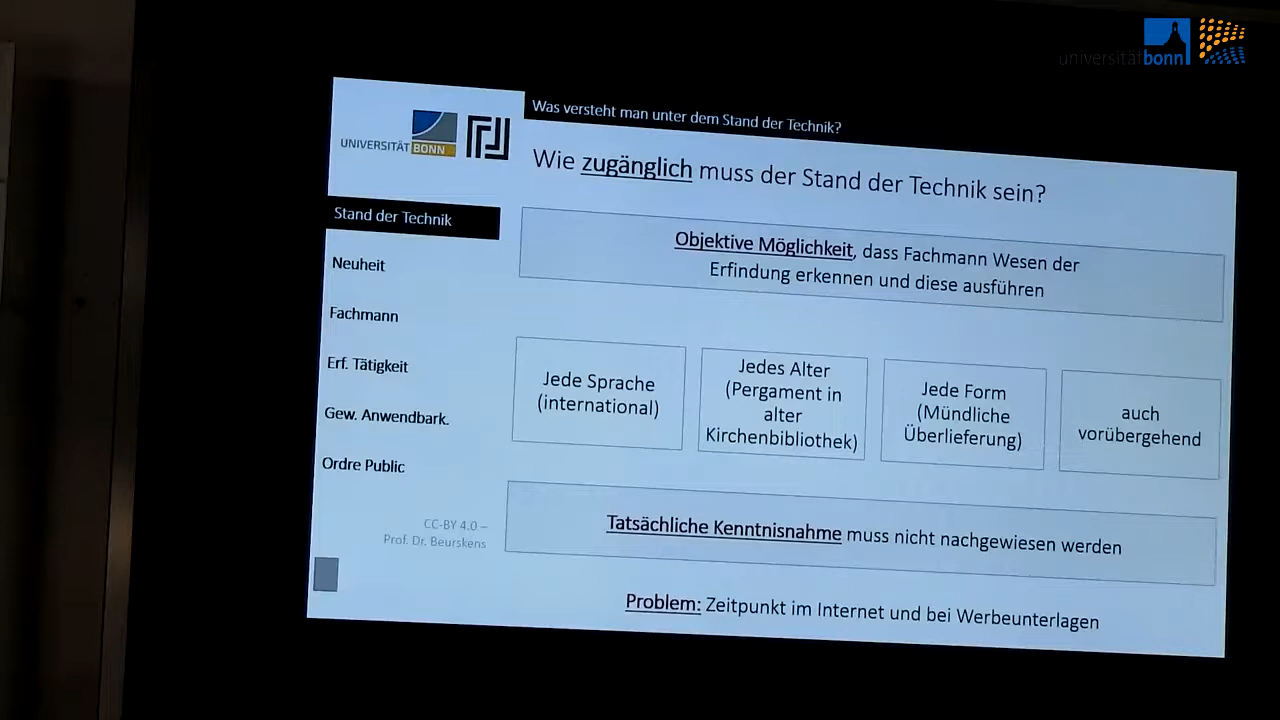 universitätbonn
UNIVERSITÄT BONN
Was versteht man unter dem Stand der Technik?
Wie zugänglich muss der Stand der Technik sein?
Stand der Technik
Neuheit
Fachmann
Erf. Tätigkeit
Gew. Anwendbark.
Ordre Public
CC-BY 4.0 –
Prof. Dr. Beurskens
Objektive Möglichkeit, dass Fachmann Wesen der
Erfindung erkennen und diese ausführen
Jede Sprache
(international)
Jedes Alter
(Pergament in
alter
Kirchenbibliothek)
Jede Form
(Mündliche
Überlieferung)
auch
vorübergehend
Tatsächliche Kenntnisnahme muss nicht nachgewiesen werden
Problem: Zeitpunkt im Internet und bei Werbeunterlagen